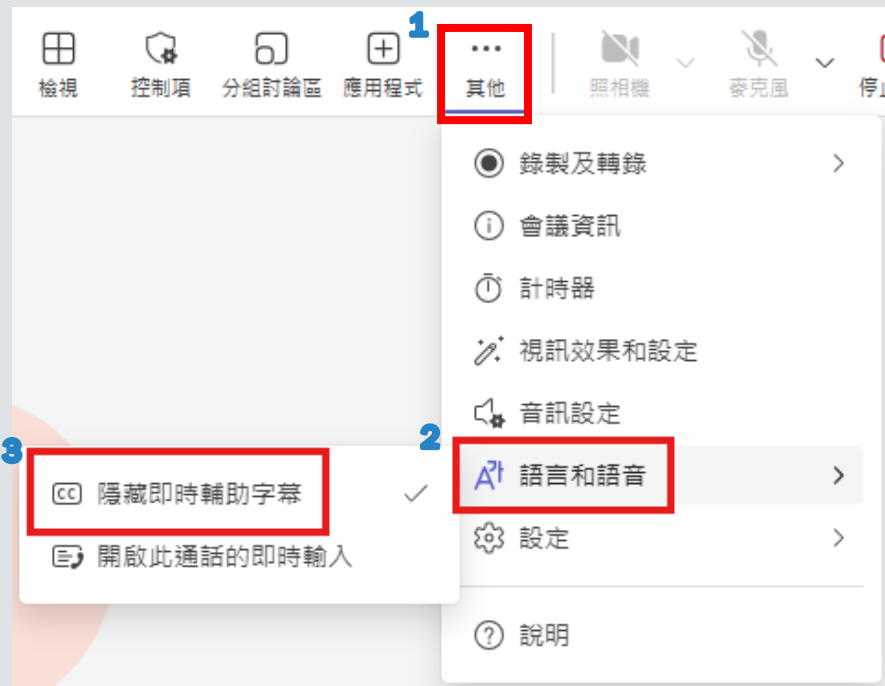 1
檢視
控制項
分組討論區
應用程式
其他
照相機
麥克風
錄製及轉錄
會議資訊
計時器
視訊效果和設定
音訊設定
2
語言和語音
3
CC 隱藏即時輔助字幕
開啟此通話的即時輸入
設定
說明